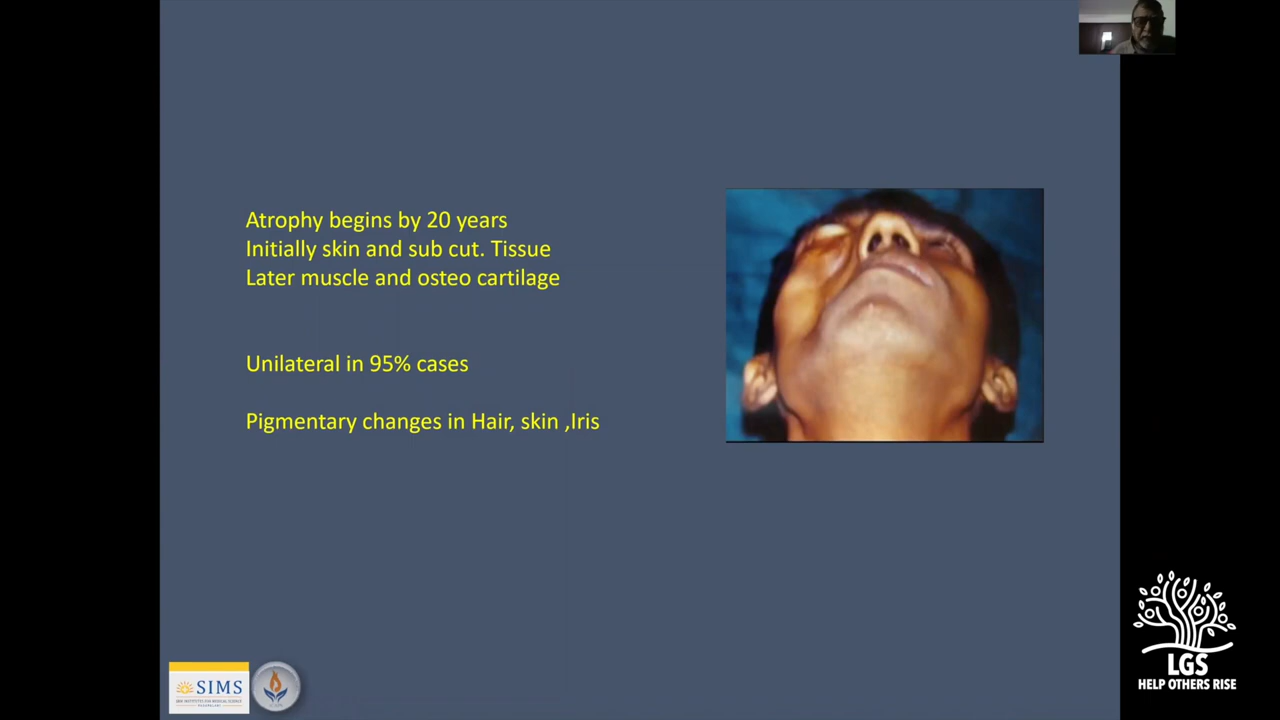 Atrophy begins by 20 years
Initially skin and sub cut. Tissue
Later muscle and osteo cartilage
Unilateral in 95% cases
Pigmentary changes in Hair, skin ,Iris
SIMS
LGS
HELP OTHERS RISE